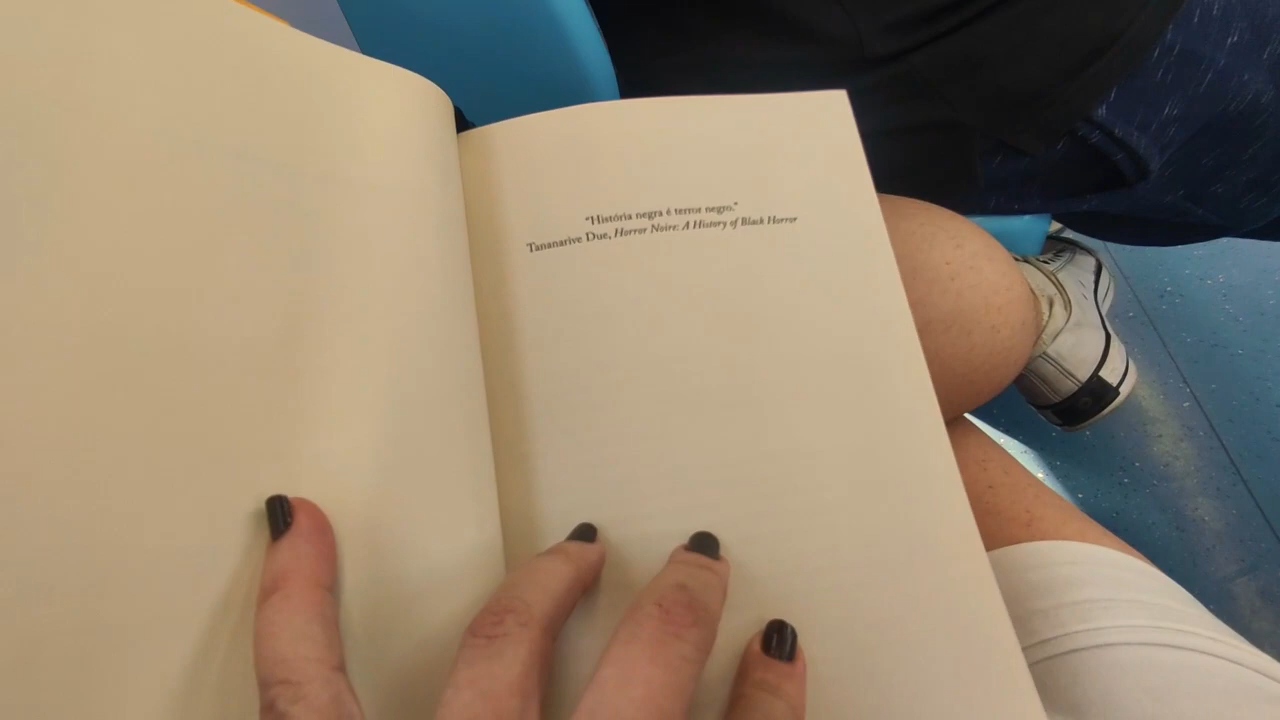 “História negra é terror negro.”
Tananarive Due, Horror Noire: A History of Black Horror